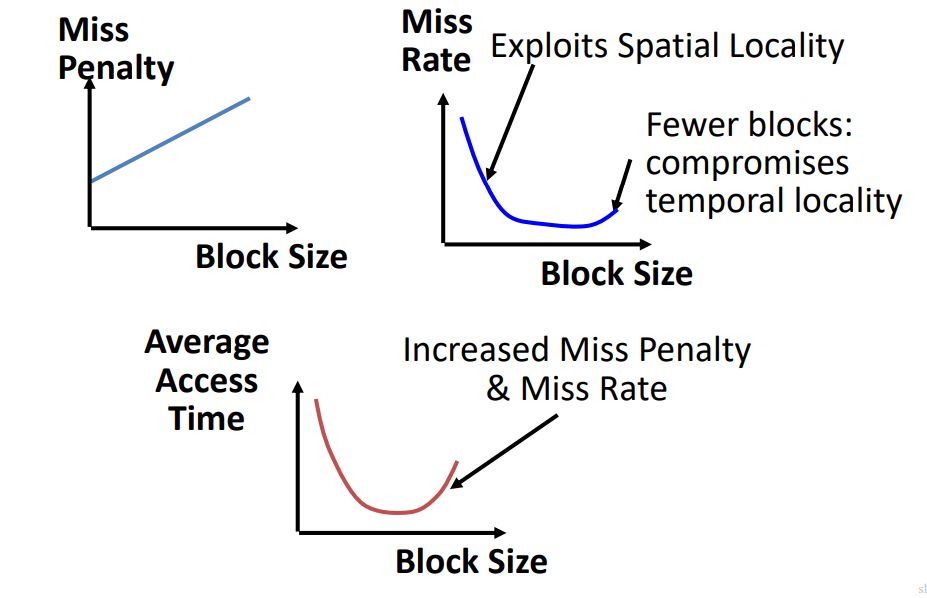 Miss
Penalty
Block Size
Miss
Rate
Exploits Spatial Locality
Fewer blocks:
compromises
temporal locality
Block Size
Average
Access
Time
Increased Miss Penalty
& Miss Rate
Block Size
sl